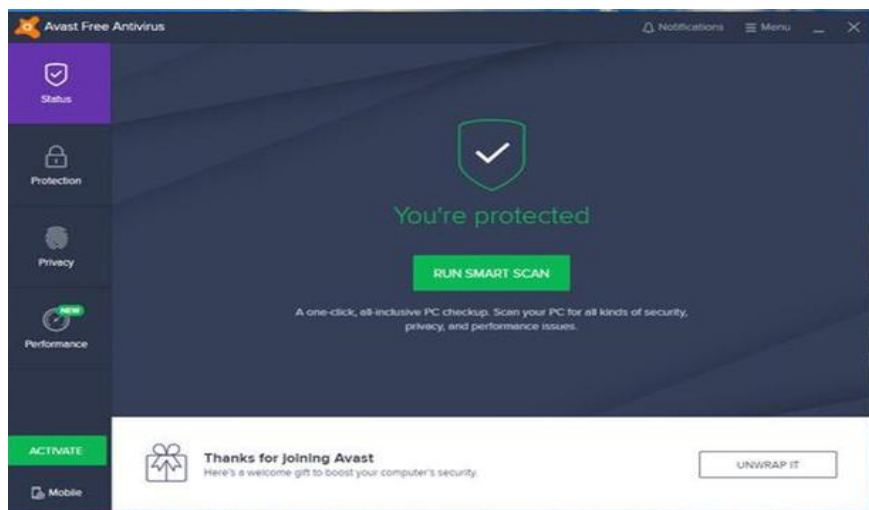 Avast Free Antivirus
Notifications
Menu
Status
Protection
Privacy
NEW
Performance
You're protected
RUN SMART SCAN
A one-click, all-inclusive PC checkup. Scan your PC for all kinds of security,
privacy, and performance issues.
ACTIVATE
Mobile
Thanks for joining Avast
Here's a welcome gift to boost your computer's security.
UNWRAP IT